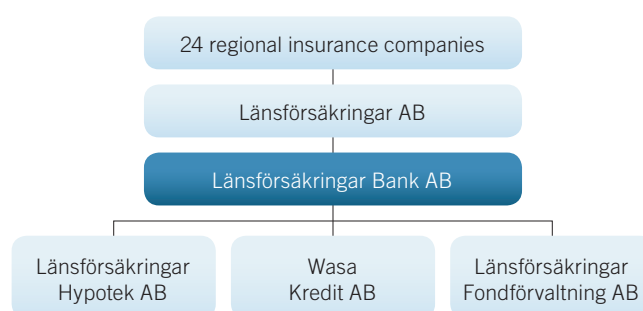 24 regional insurance companies
Länsförsäkringar AB
Länsförsäkringar Bank AB
Länsförsäkringar
Hypotek AB
Wasa
Kredit AB
Länsförsäkringar
Fondförvaltning AB